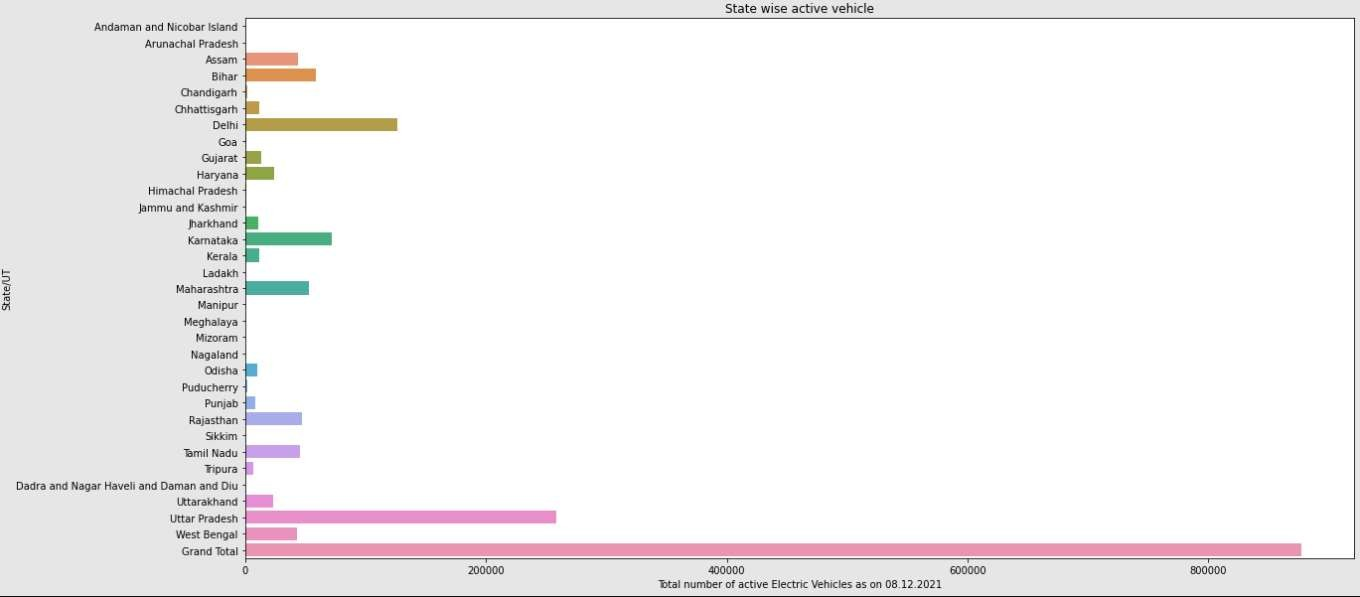 State wise active vehicle
State/UT
Andaman and Nicobar Island
Arunachal Pradesh
Assam
Bihar
Chandigarh
Chhattisgarh
Delhi
Goa
Gujarat
Haryana
Himachal Pradesh
Jammu and Kashmir
Jharkhand
Karnataka
Kerala
Ladakh
Maharashtra
Manipur
Meghalaya
Mizoram
Nagaland
Odisha
Puducherry
Punjab
Rajasthan
Sikkim
Tamil Nadu
Tripura
Dadra and Nagar Haveli and Daman and Diu
Uttarakhand
Uttar Pradesh
West Bengal
Grand Total
0 200000 400000 600000 800000
Total number of active Electric Vehicles as on 08.12.2021